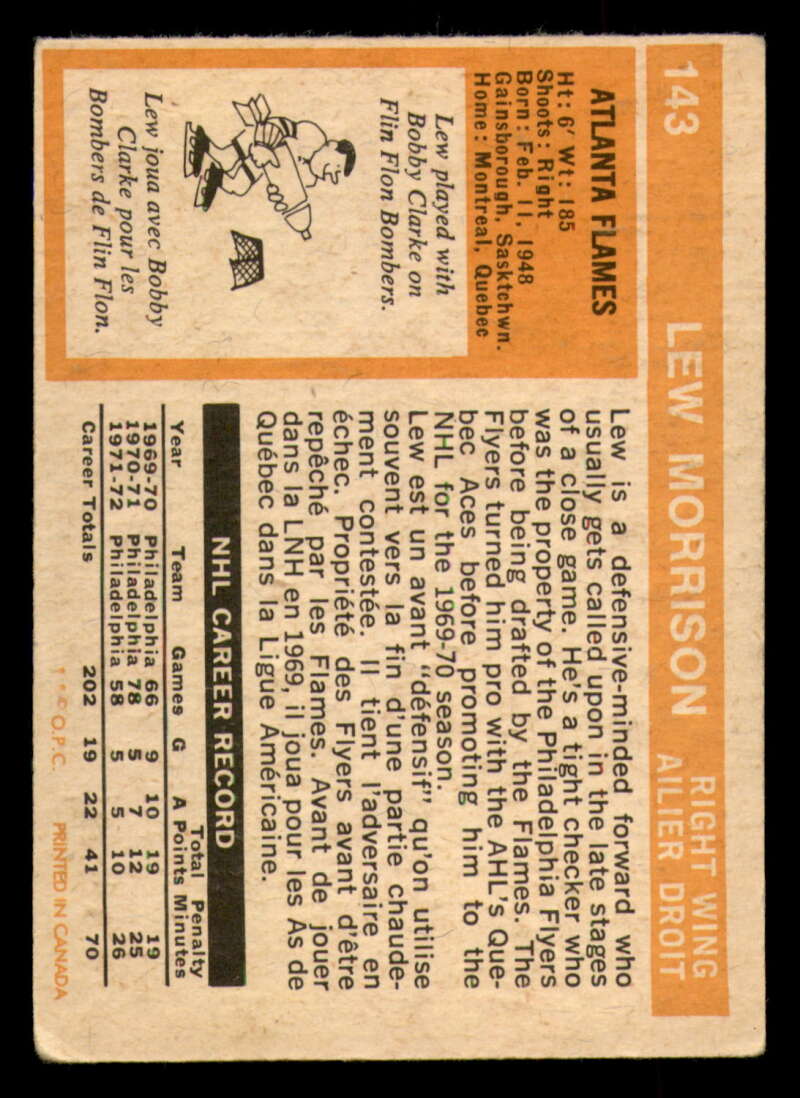 143 LEW MORRISON RIGHT WING
AILIER DROIT
ATLANTA FLAMES
Ht: 6' Wt: 185
Shoots: Right
Born: Feb. 11, 1948
Gainsborough, Sasktchwn.
Home: Montreal, Quebec
Lew played with
Bobby Clarke on
Flin Flon Bombers.
Lew joua avec Bobby
Clarke pour les
Bombers de Flin Flon.
Lew is a defensive-minded forward who
usually gets called upon in the late stages
of a close game. He's a tight checker who
was the property of the Philadelphia Flyers
before being drafted by the Flames. The
Flyers turned him pro with the AHL's Que-
bec Aces before promoting him to the
NHL for the 1969-70 season.
Lew est un avant "défensif" qu'on utilise
souvent vers la fin d'une partie chaude-
ment contestée. Il tient l'adversaire en
échec. Propriété des Flyers avant d'être
repêché par les Flames. Avant de jouer
dans la LNH en 1969, il joua pour les As de
Québec dans la Ligue Américaine.
NHL CAREER RECORD
Total Penalty
Year Team Games G A Points Minutes
1969-70 Philadelphia 66 9 10 19 19
1970-71 Philadelphia 78 5 7 12 25
1971-72 Philadelphia 58 5 5 10 26
Career Totals 202 19 22 41 70
©O.P.C. PRINTED IN CANADA